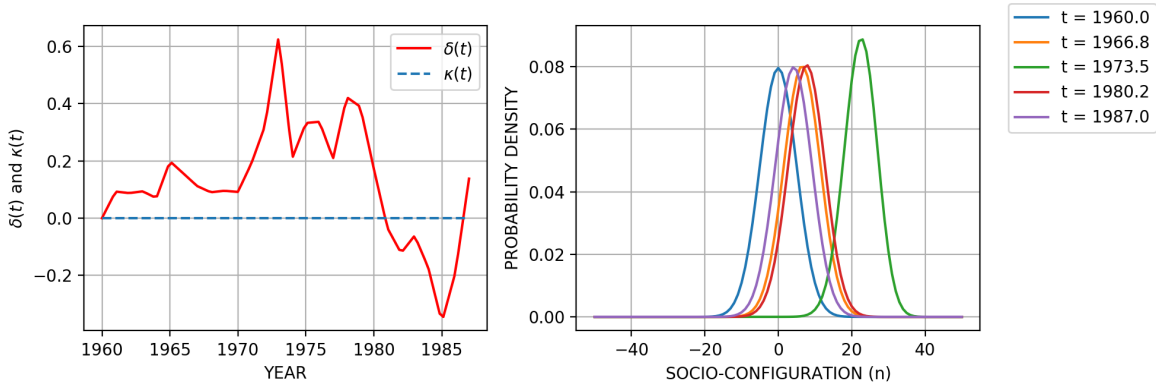 δ(t) and κ(t)
0.6
0.4
0.2
0.0
−0.2
1960 1965 1970 1975 1980 1985
YEAR
δ(t)
κ(t)
PROBABILITY DENSITY
0.08
0.06
0.04
0.02
0.00
−40 −20 0 20 40
SOCIO-CONFIGURATION (n)
t = 1960.0
t = 1966.8
t = 1973.5
t = 1980.2
t = 1987.0